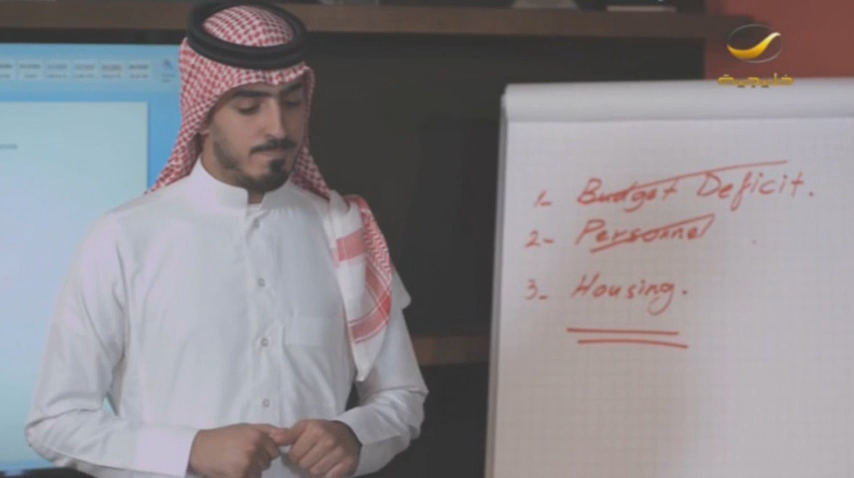 خليجية
1- Budget Deficit.
2- Personnel
3- Housing.